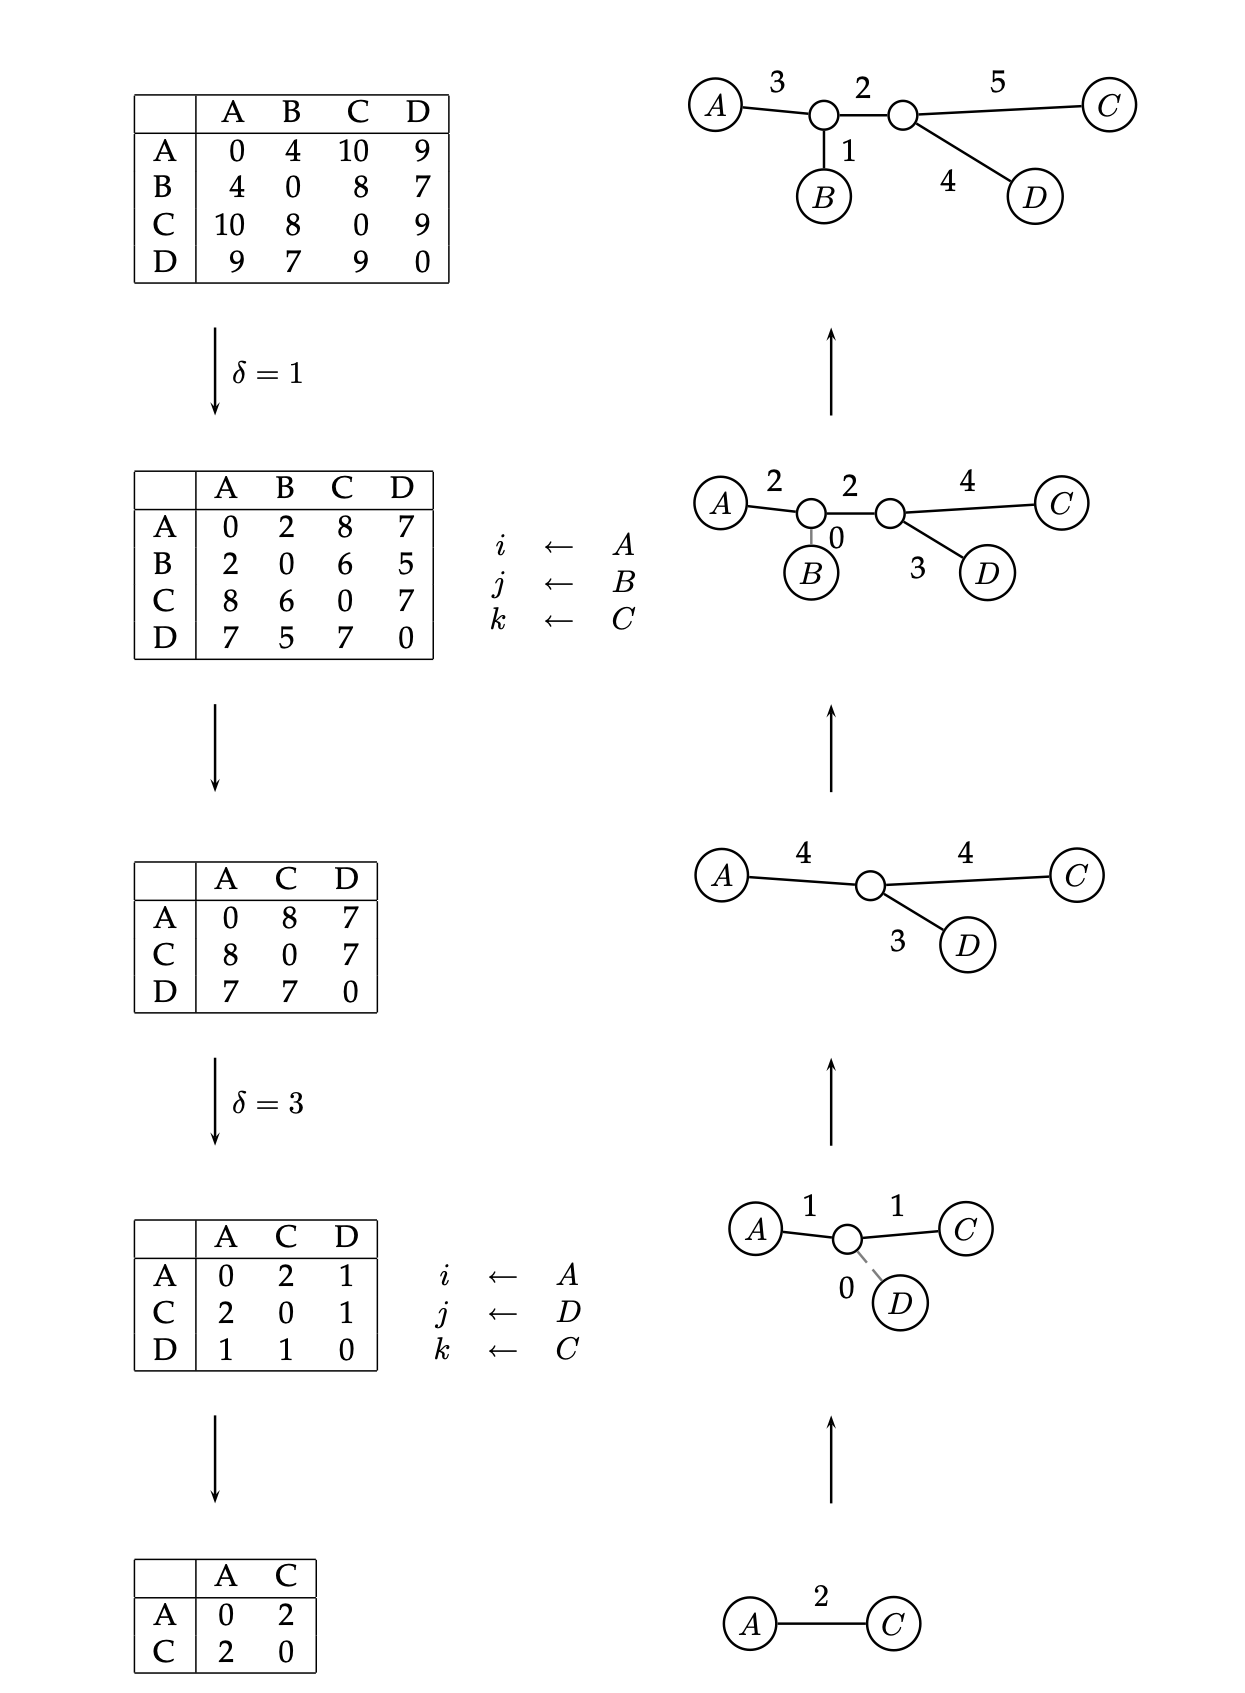 A B C D
A 0 4 10 9
B 4 0 8 7
C 10 8 0 9
D 9 7 9 0
3 2 5
A C
1
4
B D
δ = 1
A B C D
A 0 2 8 7
B 2 0 6 5
C 8 6 0 7
D 7 5 7 0
i ← A
j ← B
k ← C
2 2 4
A C
0
3
B D
A C D
A 0 8 7
C 8 0 7
D 7 7 0
4 4
A C
3 D
δ = 3
A C D
A 0 2 1
C 2 0 1
D 1 1 0
i ← A
j ← D
k ← C
1 1
A C
0 D
A C
A 0 2
C 2 0
2
A C